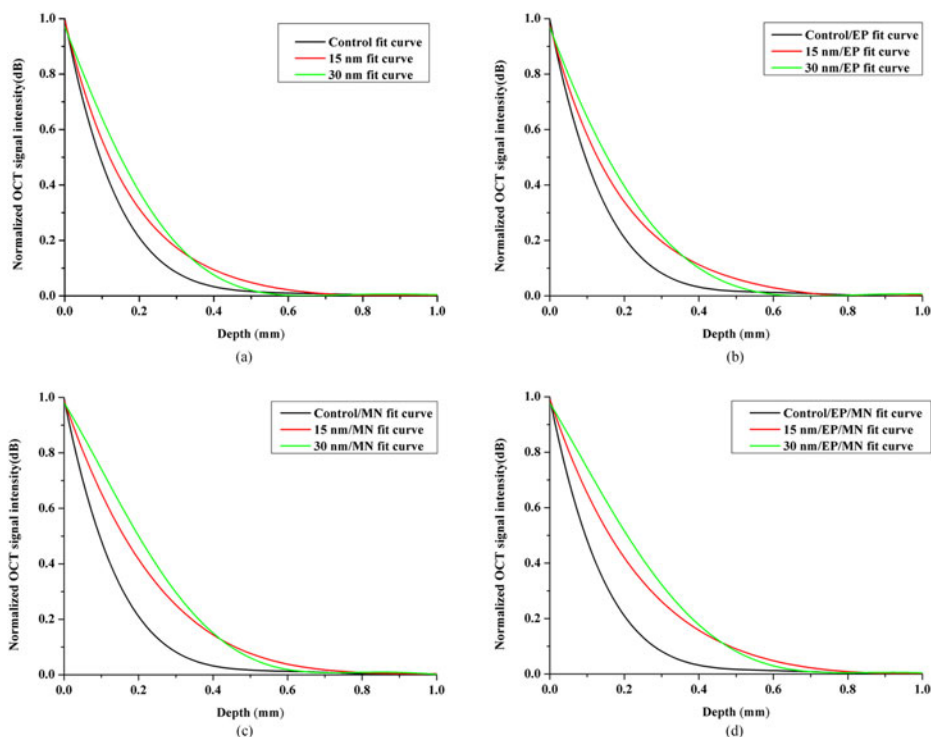 Normalized OCT signal intensity(dB)
1.0
0.8
0.6
0.4
0.2
0.0
Control fit curve
15 nm fit curve
30 nm fit curve
0.0 0.2 0.4 0.6 0.8 1.0
Depth (mm)
(a)
Normalized OCT signal intensity(dB)
1.0
0.8
0.6
0.4
0.2
0.0
Control/EP fit curve
15 nm/EP fit curve
30 nm/EP fit curve
0.0 0.2 0.4 0.6 0.8 1.0
Depth (mm)
(b)
Normalized OCT signal intensity(dB)
1.0
0.8
0.6
0.4
0.2
0.0
Control/MN fit curve
15 nm/MN fit curve
30 nm/MN fit curve
0.0 0.2 0.4 0.6 0.8 1.0
Depth (mm)
(c)
Normalized OCT signal intensity(dB)
1.0
0.8
0.6
0.4
0.2
0.0
Control/EP/MN fit curve
15 nm/EP/MN fit curve
30 nm/EP/MN fit curve
0.0 0.2 0.4 0.6 0.8 1.0
Depth (mm)
(d)